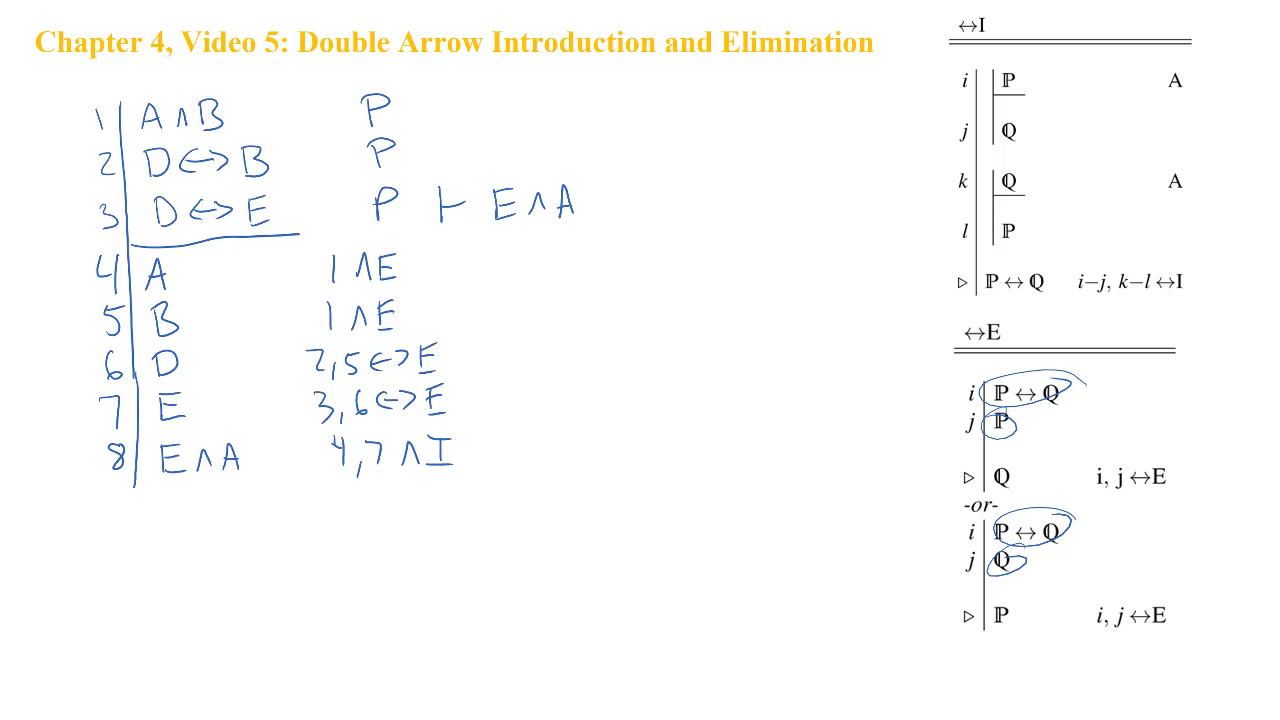 Chapter 4, Video 5: Double Arrow Introduction and Elimination
1 A ∧ B P
2 D <-> B P
3 D <-> E P ⊢ E ∧ A
4 A 1 ∧E
5 B 1 ∧E
6 D 2,5 <-> E
7 E 3,6 <-> E
8 E ∧ A 4,7 ∧I
↔I
i ℙ A
j ℚ
k ℚ A
l ℙ
▷ ℙ ↔ ℚ i–j, k–l ↔I
↔E
i ℙ ↔ ℚ
j ℙ
▷ ℚ i, j ↔E
-or-
i ℙ ↔ ℚ
j ℚ
▷ ℙ i, j ↔E